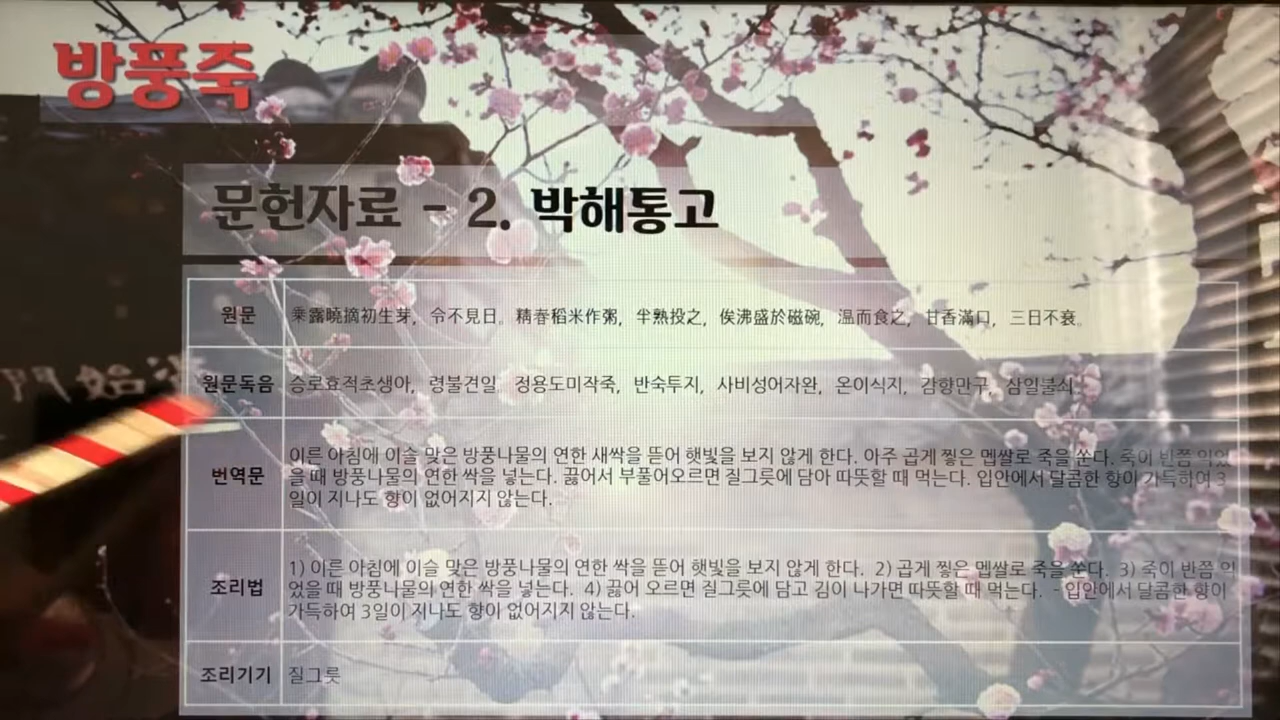 방풍죽
문헌자료 - 2. 박해통고
원문
乘露曉摘初生芽, 令不見日。精舂稻米作粥, 半熟投之, 俟沸盛於磁碗, 溫而食之, 甘香滿口, 三日不衰。
원문독음
승로효적초생아, 령불견일 정용도미작죽, 반숙투지, 사비성어자완, 온이식지, 감향만구, 삼일불쇠.
번역문
이른 아침에 이슬 맞은 방풍나물의 연한 새싹을 뜯어 햇빛을 보지 않게 한다. 아주 곱게 찧은 멥쌀로 죽을 쑨다. 죽이 반쯤 익었
을 때 방풍나물의 연한 싹을 넣는다. 끓어서 부풀어오르면 질그릇에 담아 따뜻할 때 먹는다. 입안에서 달콤한 향이 가득하여 3
일이 지나도 향이 없어지지 않는다.
조리법
1) 이른 아침에 이슬 맞은 방풍나물의 연한 싹을 뜯어 햇빛을 보지 않게 한다. 2) 곱게 찧은 멥쌀로 죽을 쑨다. 3) 죽이 반쯤 익
었을 때 방풍나물의 연한 싹을 넣는다. 4) 끓어 오르면 질그릇에 담고 김이 나가면 따뜻할 때 먹는다. - 입안에서 달콤한 향이
가득하여 3일이 지나도 향이 없어지지 않는다.
조리기기
질그릇
門始